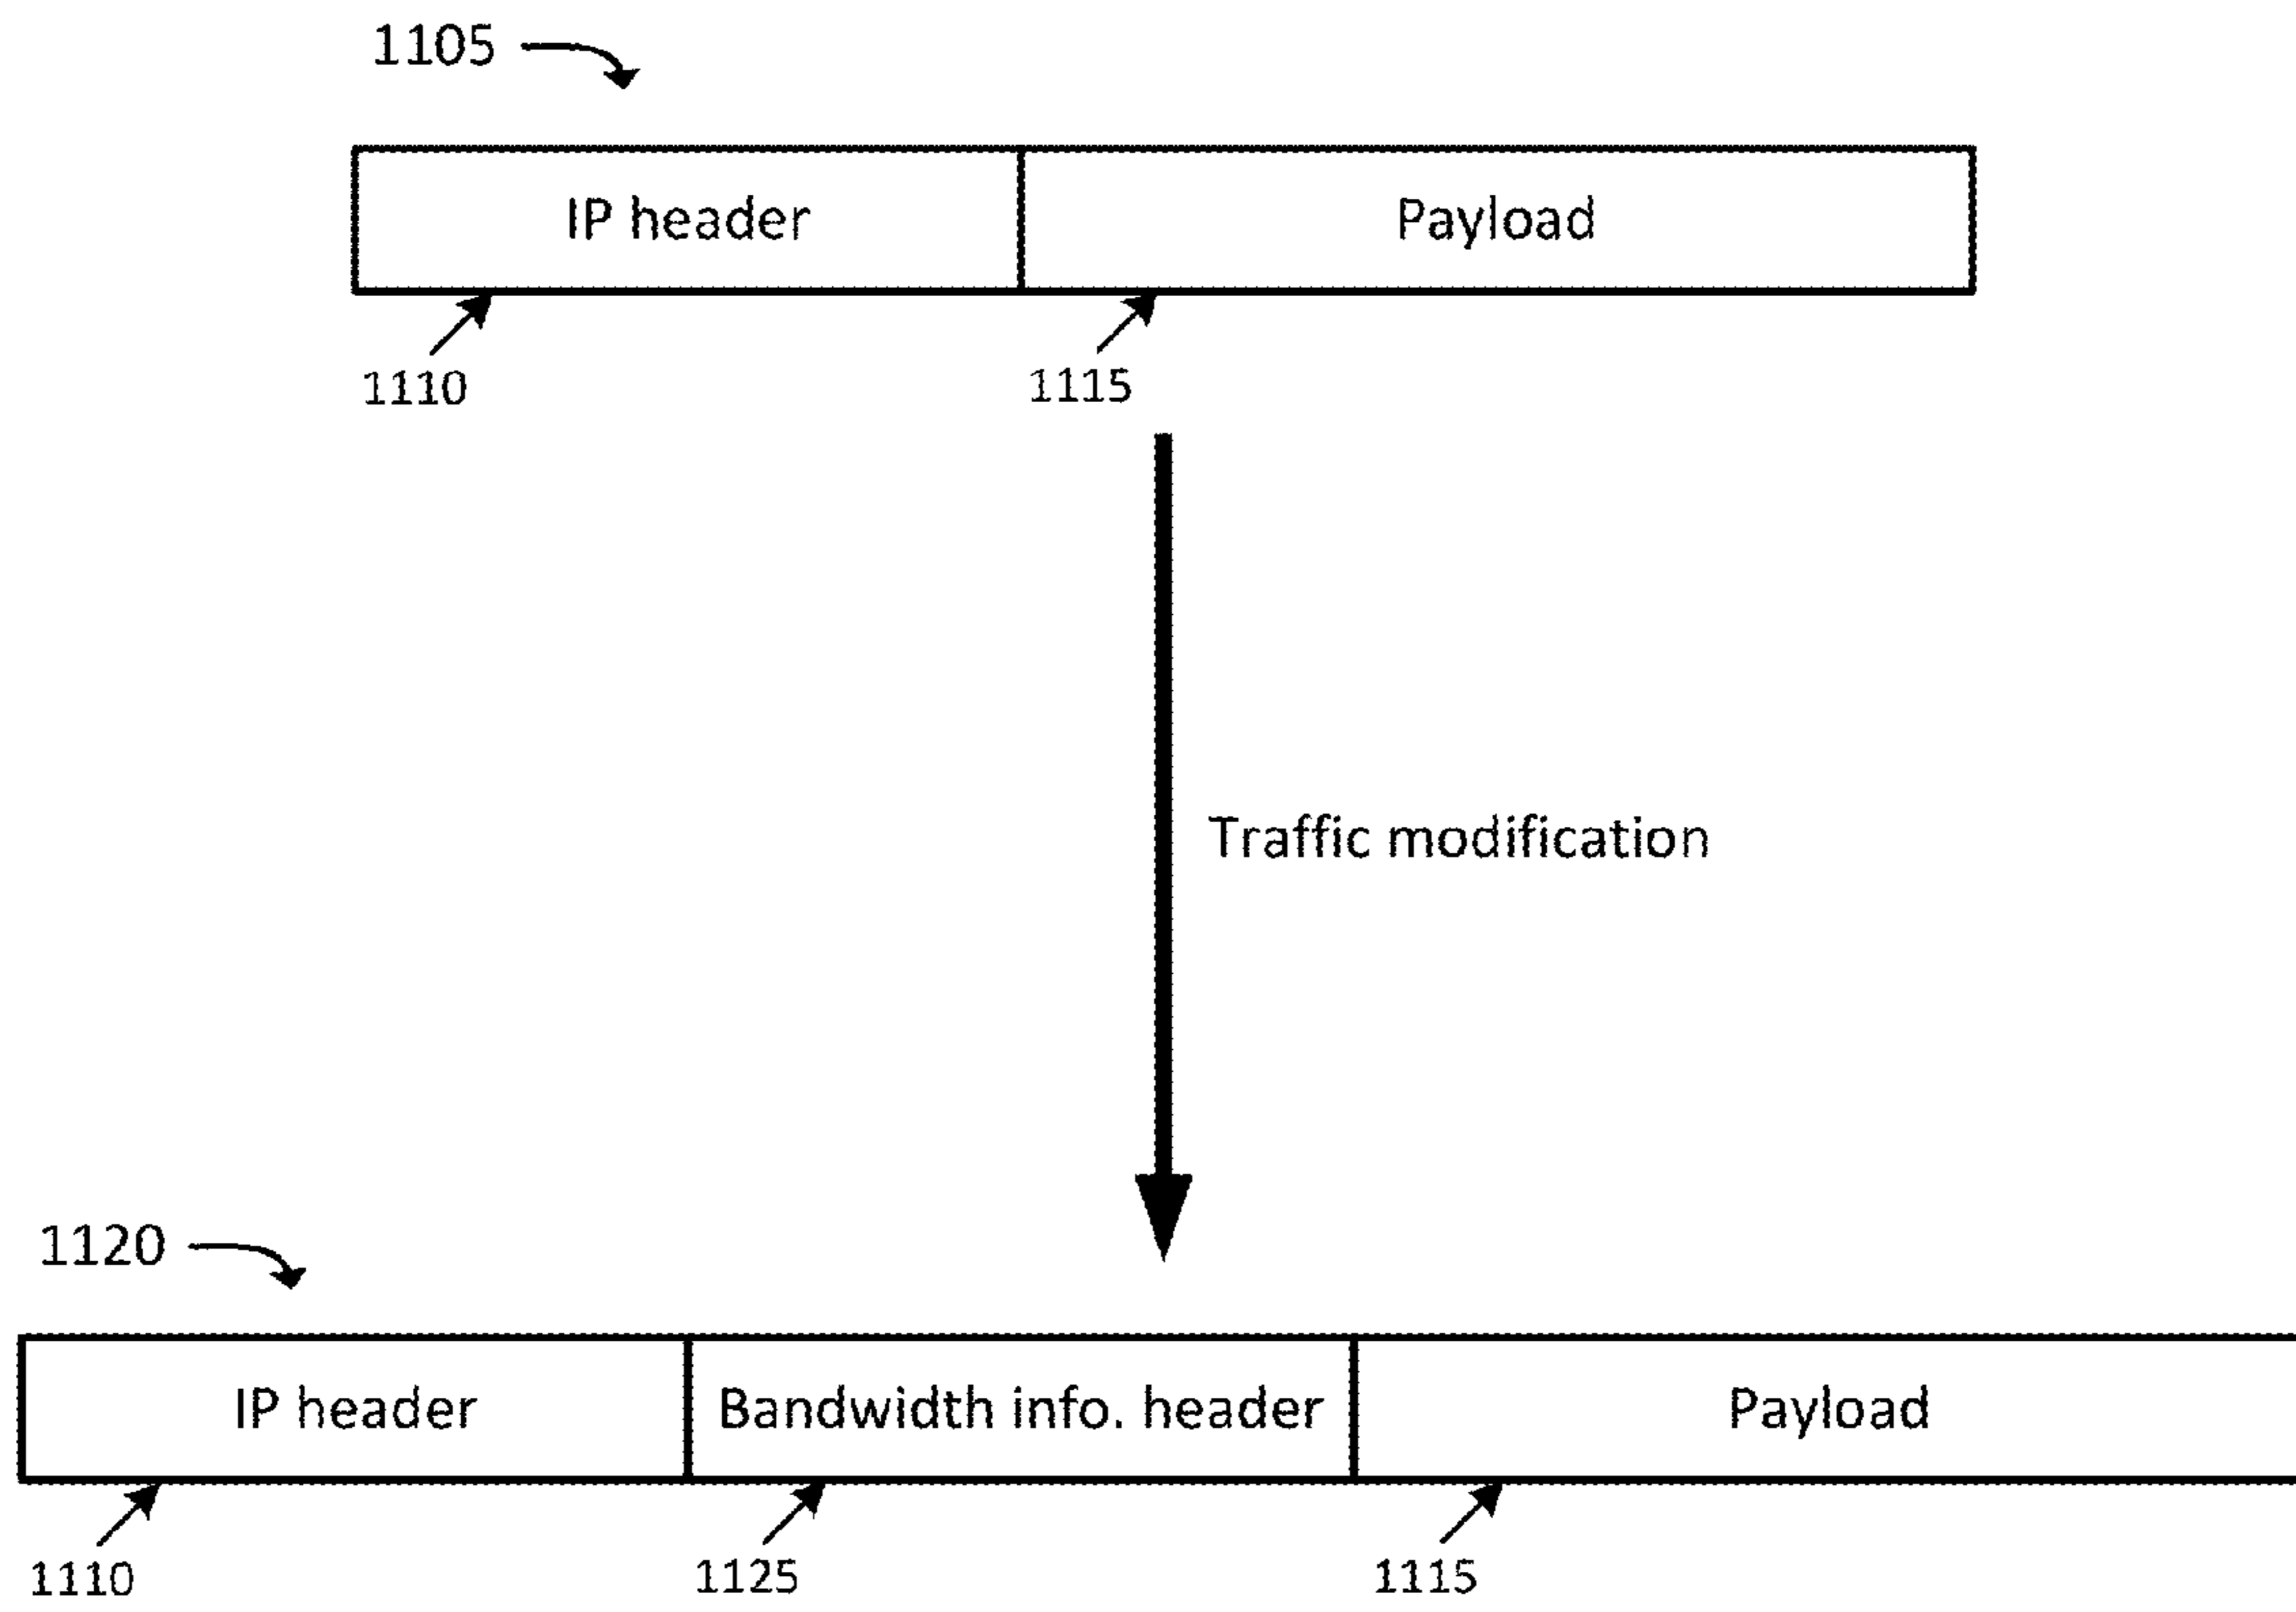 1105
IP header Payload
1110 1115
Traffic modification
1120
IP header Bandwidth info. header Payload
1110 1125 1115